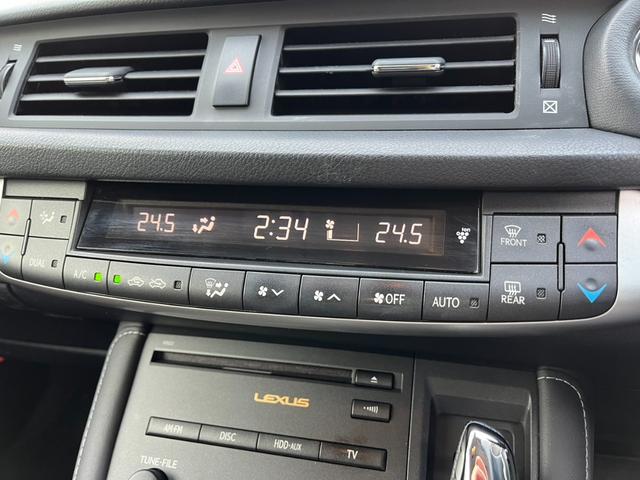 24.5 2:34 24.5 ion
DUAL A/C OFF AUTO FRONT REAR
LEXUS
AM·FM DISC HDD·AUX TV
TUNE·FILE